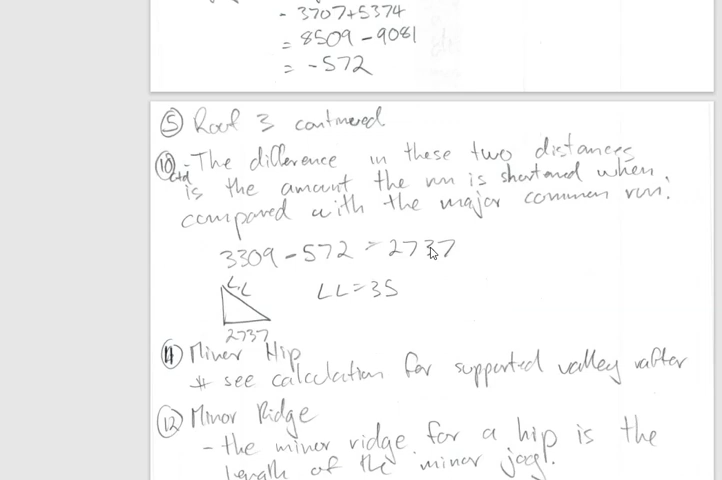 - 3707+5374
= 8509 - 9081
= -572
⑤ Roof 3 continued
⑩ ctd - The difference in these two distances
is the amount the run is shortened when
compared with the major common run.
3309 - 572 = 2737
LL
LL = 35
2737
⑪ Minor Hip
* see calculation for supported valley rafter
⑫ Minor Ridge
- the minor ridge for a hip is the
length of the minor jog!